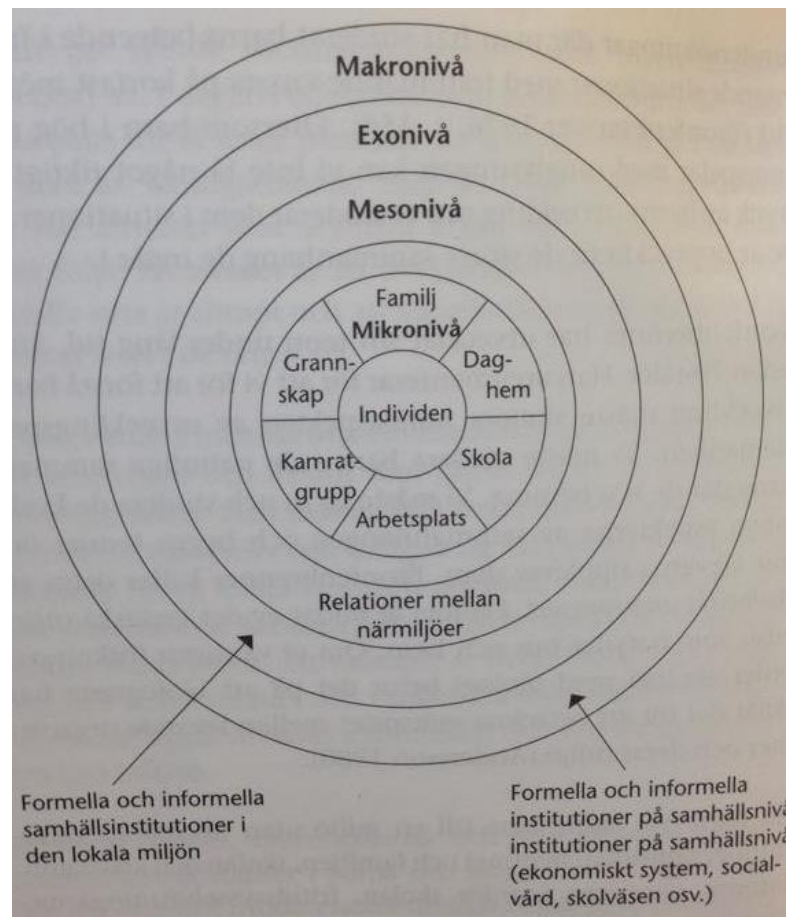 Makronivå
Exonivå
Mesonivå
Familj
Mikronivå
Grann-
skap
Dag-
hem
Individen
Kamrat-
grupp
Skola
Arbetsplats
Relationer mellan
närmiljöer
Formella och informella
samhällsinstitutioner i
den lokala miljön
Formella och informella
institutioner på samhällsnivå
institutioner på samhällsnivå
(ekonomiskt system, social-
vård, skolväsen osv.)